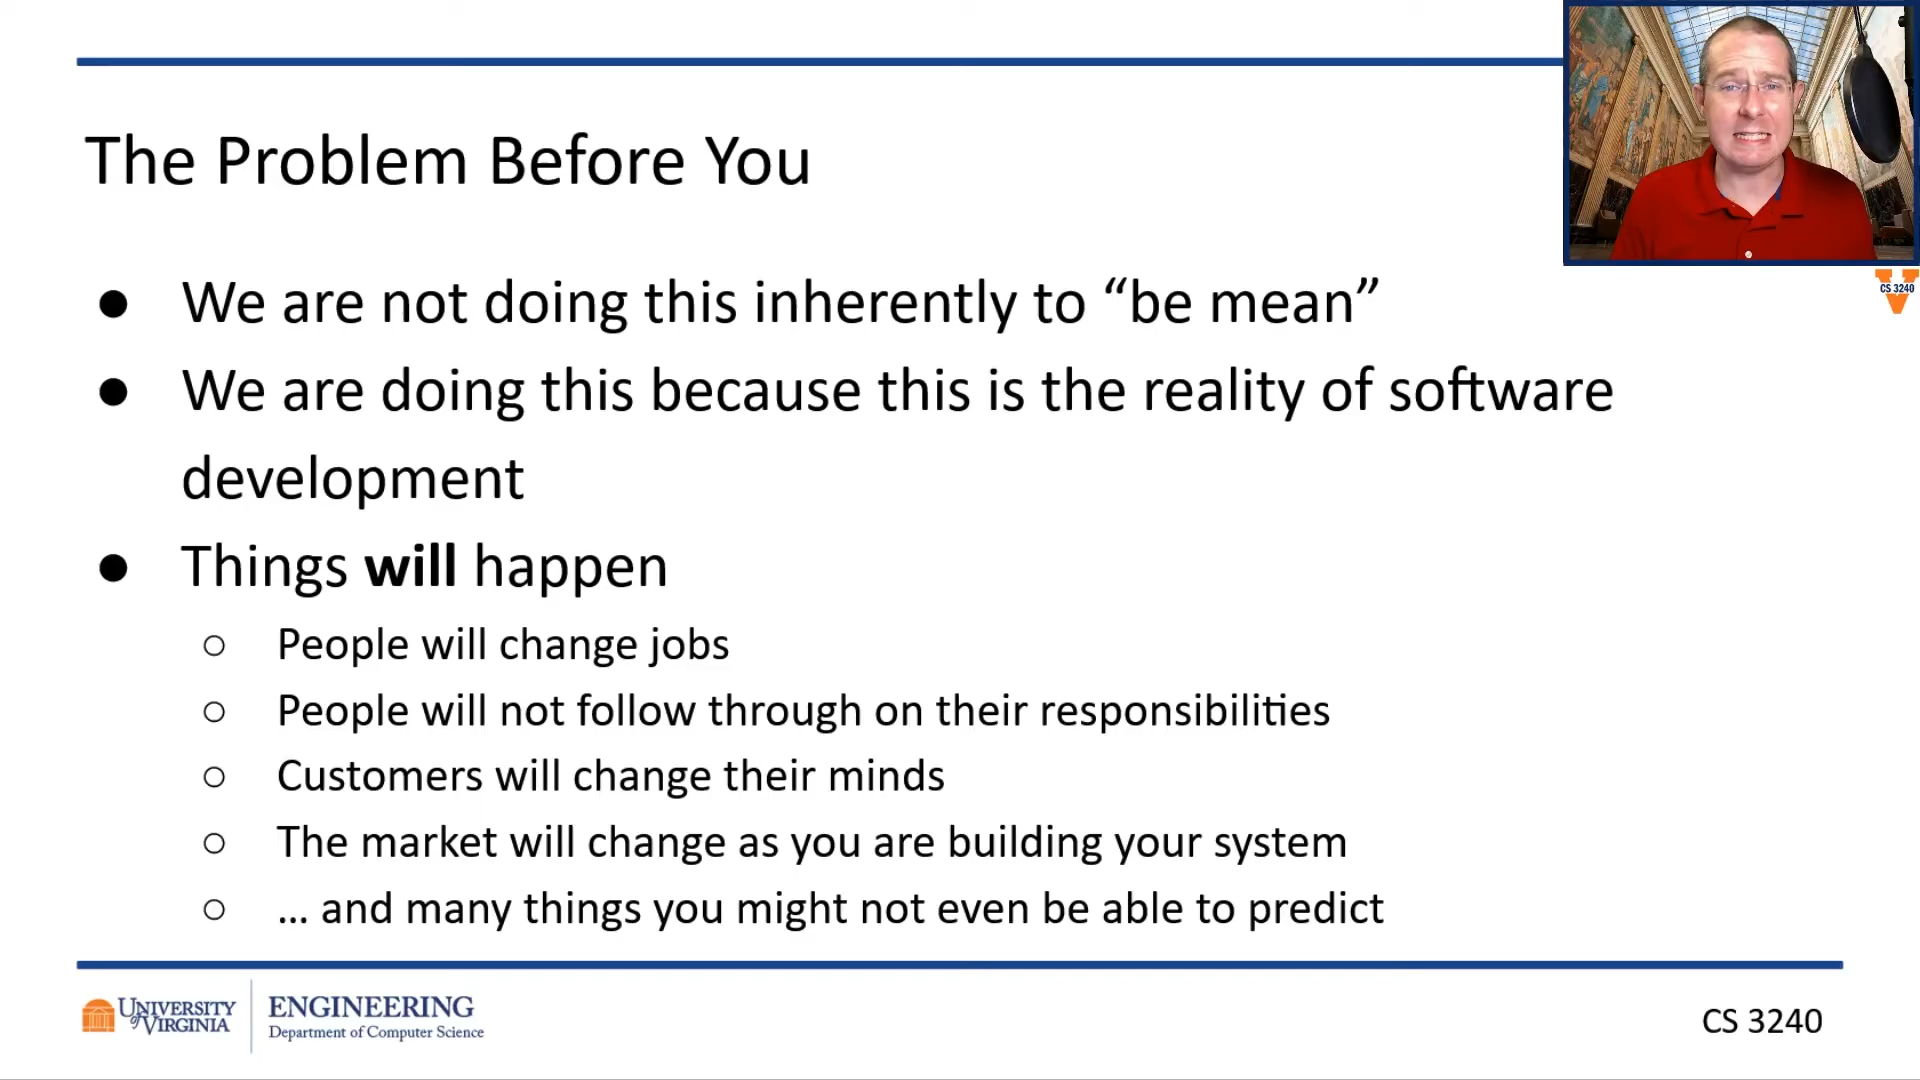 The Problem Before You
CS 3240
● We are not doing this inherently to “be mean”
● We are doing this because this is the reality of software
development
● Things will happen
○ People will change jobs
○ People will not follow through on their responsibilities
○ Customers will change their minds
○ The market will change as you are building your system
○ ... and many things you might not even be able to predict
UNIVERSITY of VIRGINIA
ENGINEERING
Department of Computer Science
CS 3240